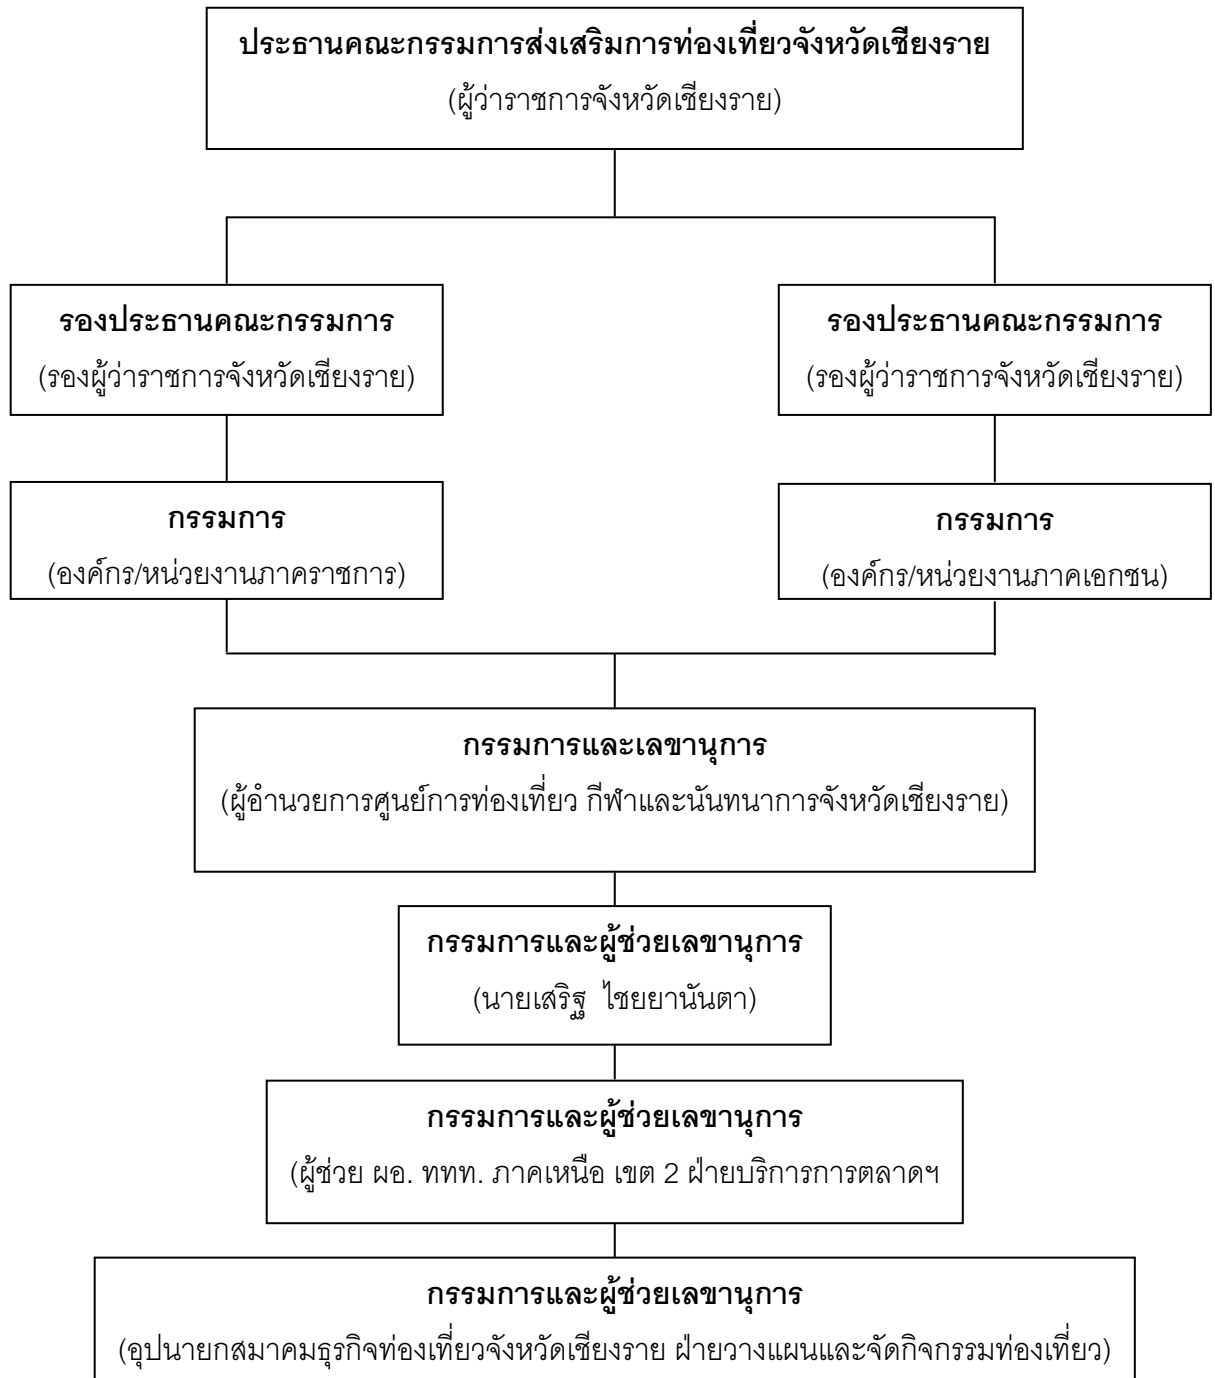 ประธานคณะกรรมการส่งเสริมการท่องเที่ยวจังหวัดเชียงราย
(ผู้ว่าราชการจังหวัดเชียงราย)
รองประธานคณะกรรมการ
(รองผู้ว่าราชการจังหวัดเชียงราย)
รองประธานคณะกรรมการ
(รองผู้ว่าราชการจังหวัดเชียงราย)
กรรมการ
(องค์กร/หน่วยงานภาคราชการ)
กรรมการ
(องค์กร/หน่วยงานภาคเอกชน)
กรรมการและเลขานุการ
(ผู้อำนวยการศูนย์การท่องเที่ยว กีฬาและนันทนาการจังหวัดเชียงราย)
กรรมการและผู้ช่วยเลขานุการ
(นายเสริฐ ไชยยานันตา)
กรรมการและผู้ช่วยเลขานุการ
(ผู้ช่วย ผอ. ททท. ภาคเหนือ เขต 2 ฝ่ายบริการการตลาดฯ
กรรมการและผู้ช่วยเลขานุการ
(อุปนายกสมาคมธุรกิจท่องเที่ยวจังหวัดเชียงราย ฝ่ายวางแผนและจัดกิจกรรมท่องเที่ยว)